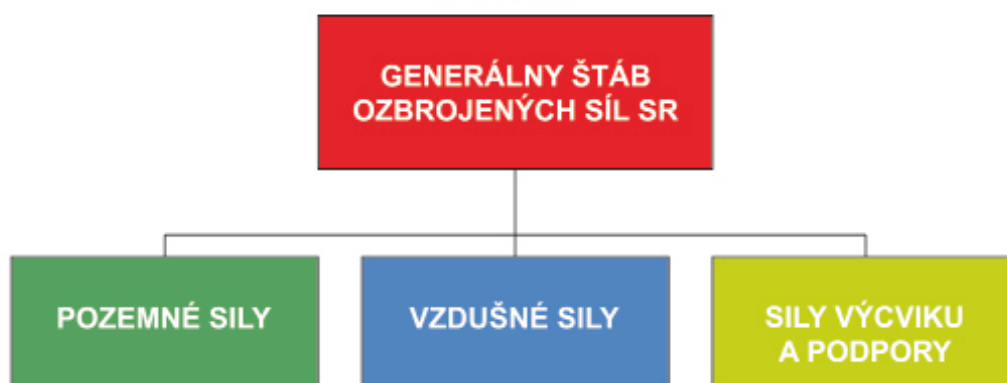 GENERÁLNY ŠTÁB
OZBROJENÝCH SÍL SR
POZEMNÉ SILY
VZDUŠNÉ SILY
SILY VÝCVIKU
A PODPORY